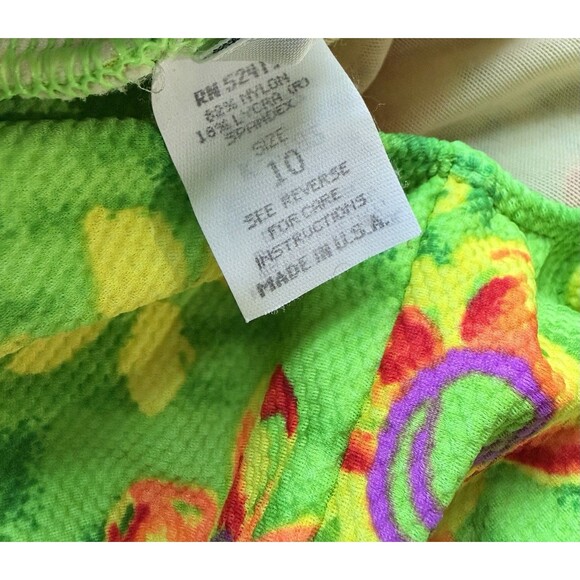 RN 5241
82% NYLON
18% LYCRA (R)
SPANDEX
SIZE
10
SEE REVERSE
FOR CARE
INSTRUCTIONS
MADE IN U.S.A.